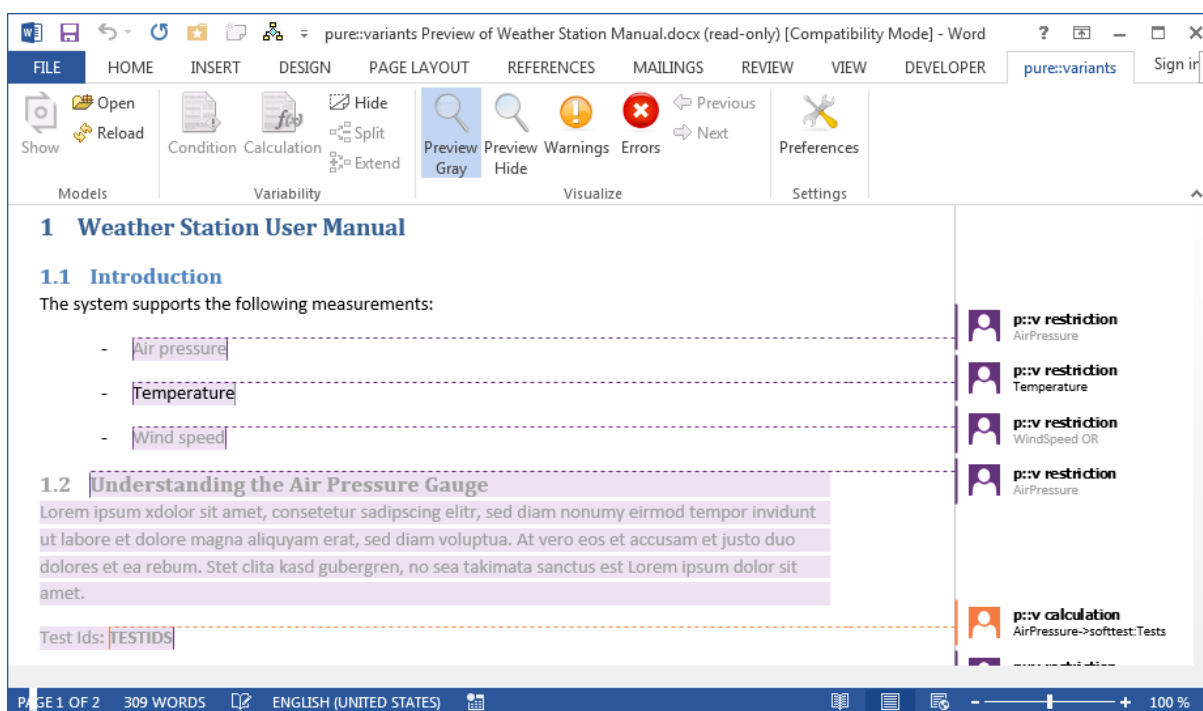 pure::variants Preview of Weather Station Manual.docx (read-only) [Compatibility Mode] - Word
FILE HOME INSERT DESIGN PAGE LAYOUT REFERENCES MAILINGS REVIEW VIEW DEVELOPER pure::variants Sign in
Show
Open
Reload
Models
Condition
Calculation
f(x)
Hide
Split
Extend
Variability
Preview Gray
Preview Hide
Warnings
Errors
Previous
Next
Visualize
Preferences
Settings
1 Weather Station User Manual
1.1 Introduction
The system supports the following measurements:
- Air pressure
p::v restriction
AirPressure
- Temperature
p::v restriction
Temperature
- Wind speed
p::v restriction
WindSpeed OR
1.2 Understanding the Air Pressure Gauge
p::v restriction
AirPressure
Lorem ipsum xdolor sit amet, consetetur sadipscing elitr, sed diam nonumy eirmod tempor invidunt
ut labore et dolore magna aliquyam erat, sed diam voluptua. At vero eos et accusam et justo duo
dolores et ea rebum. Stet clita kasd gubergren, no sea takimata sanctus est Lorem ipsum dolor sit
amet.
Test Ids: TESTIDS
p::v calculation
AirPressure->softtest:Tests
PAGE 1 OF 2 309 WORDS ENGLISH (UNITED STATES) 100 %